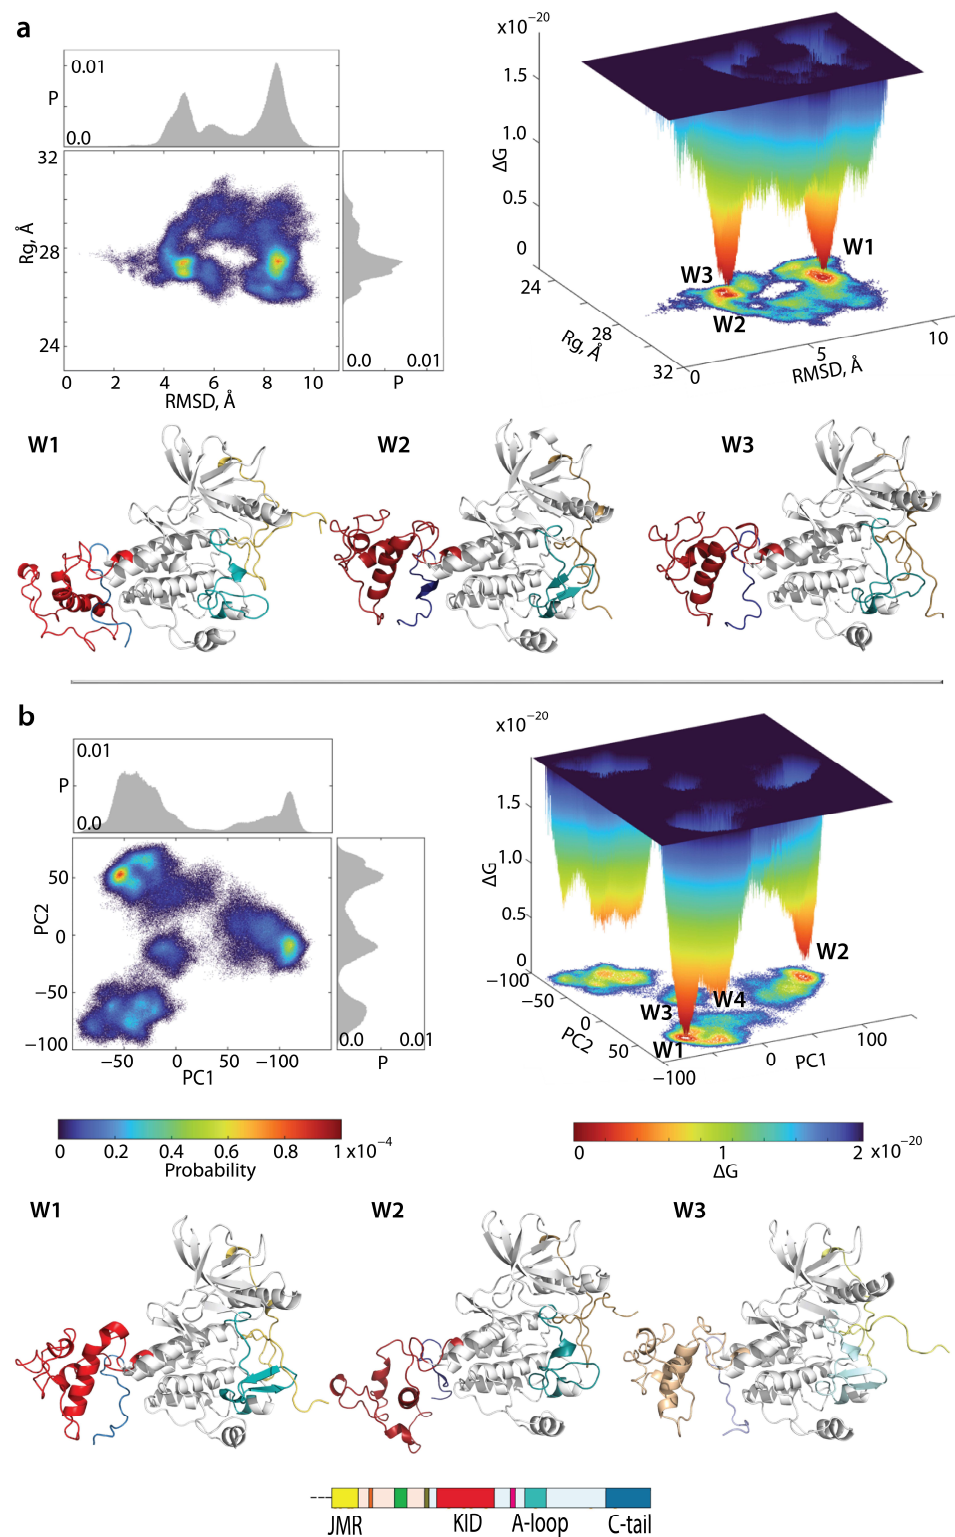 a
0.01
P
0.0
32
28
24
Rg, Å
0 2 4 6 8 10
RMSD, Å
0.0 0.01
P
x10⁻²⁰
1.5
1.0
0.5
0
ΔG
24
28
32
Rg, Å
0
5
10
RMSD, Å
W1
W3
W2
W1
W2
W3
b
0.01
P
0.0
50
0
−50
−100
PC2
−50 0 50 −100
PC1
0.0 0.01
P
x10⁻²⁰
1.5
1.0
0.5
0
ΔG
−100
−50
0
50
PC2
−100
0
100
PC1
W2
W4
W3
W1
0 0.2 0.4 0.6 0.8 1x10⁻⁴
Probability
0 1 2 x10⁻²⁰
ΔG
W1
W2
W3
JMR KID A-loop C-tail